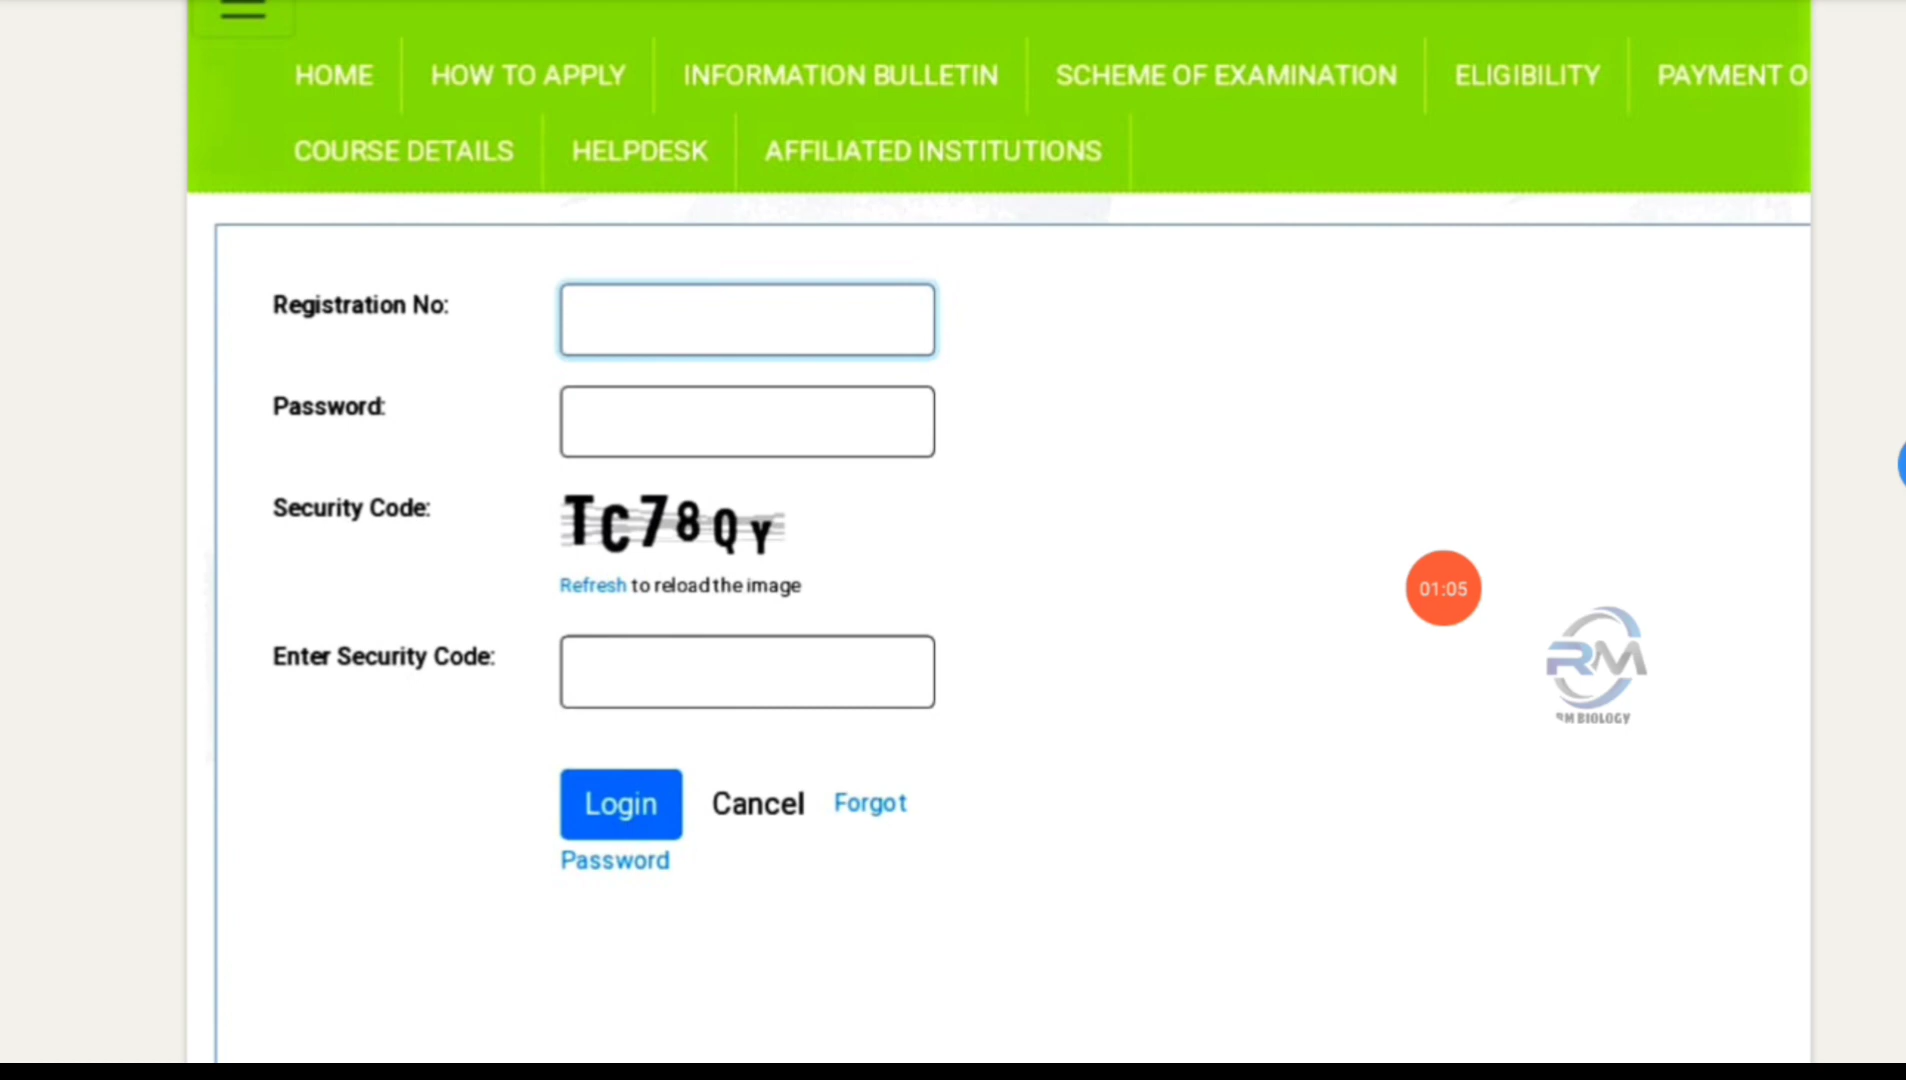 HOME HOW TO APPLY INFORMATION BULLETIN SCHEME OF EXAMINATION ELIGIBILITY PAYMENT O
COURSE DETAILS HELPDESK AFFILIATED INSTITUTIONS
Registration No:
Password:
Security Code: TC78QY
Refresh to reload the image
Enter Security Code:
Login Cancel Forgot
Password
01:05
RM
RM BIOLOGY